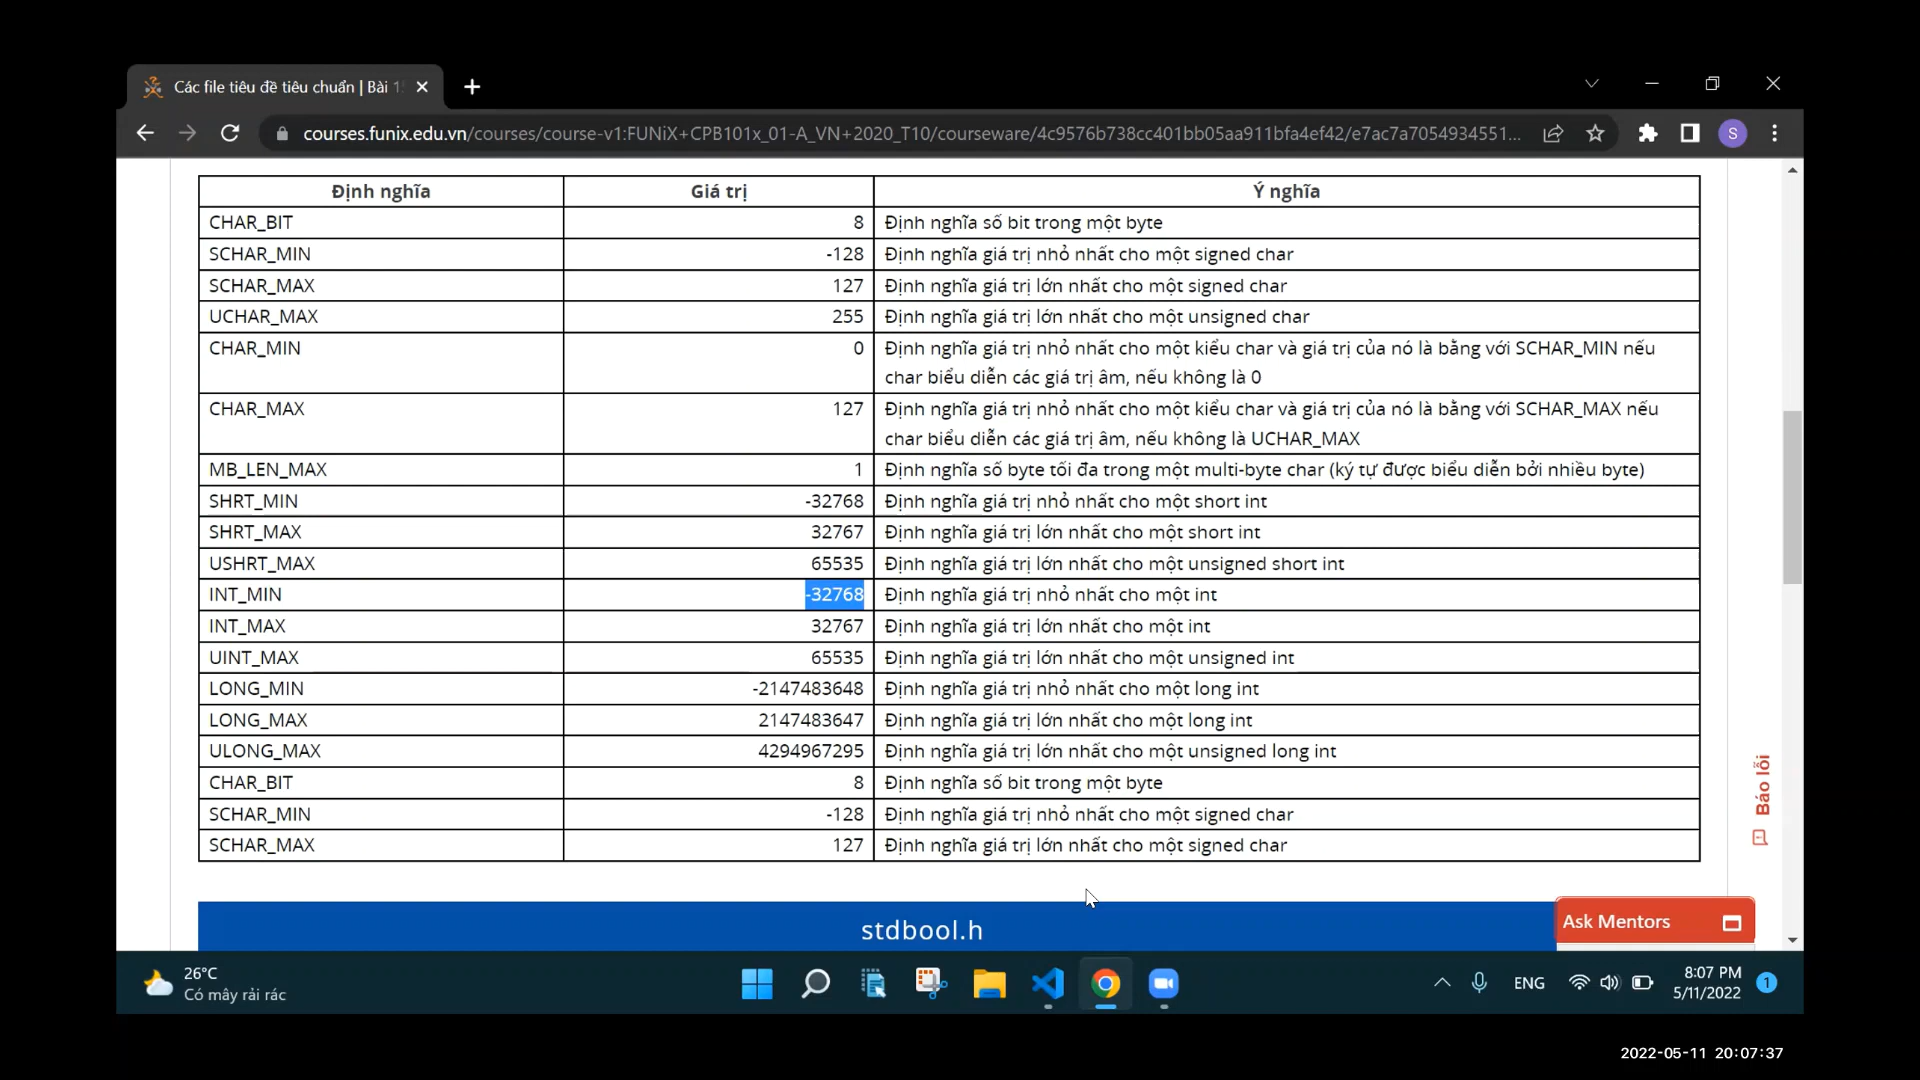 Các file tiêu đề tiêu chuẩn | Bài 1
courses.funix.edu.vn/courses/course-v1:FUNiX+CPB101x_01-A_VN+2020_T10/courseware/4c9576b738cc401bb05aa911bfa4ef42/e7ac7a7054934551...
S
Định nghĩa Giá trị Ý nghĩa
CHAR_BIT 8 Định nghĩa số bit trong một byte
SCHAR_MIN -128 Định nghĩa giá trị nhỏ nhất cho một signed char
SCHAR_MAX 127 Định nghĩa giá trị lớn nhất cho một signed char
UCHAR_MAX 255 Định nghĩa giá trị lớn nhất cho một unsigned char
CHAR_MIN 0 Định nghĩa giá trị nhỏ nhất cho một kiểu char và giá trị của nó là bằng với SCHAR_MIN nếu
char biểu diễn các giá trị âm, nếu không là 0
CHAR_MAX 127 Định nghĩa giá trị nhỏ nhất cho một kiểu char và giá trị của nó là bằng với SCHAR_MAX nếu
char biểu diễn các giá trị âm, nếu không là UCHAR_MAX
MB_LEN_MAX 1 Định nghĩa số byte tối đa trong một multi-byte char (ký tự được biểu diễn bởi nhiều byte)
SHRT_MIN -32768 Định nghĩa giá trị nhỏ nhất cho một short int
SHRT_MAX 32767 Định nghĩa giá trị lớn nhất cho một short int
USHRT_MAX 65535 Định nghĩa giá trị lớn nhất cho một unsigned short int
INT_MIN -32768 Định nghĩa giá trị nhỏ nhất cho một int
INT_MAX 32767 Định nghĩa giá trị lớn nhất cho một int
UINT_MAX 65535 Định nghĩa giá trị lớn nhất cho một unsigned int
LONG_MIN -2147483648 Định nghĩa giá trị nhỏ nhất cho một long int
LONG_MAX 2147483647 Định nghĩa giá trị lớn nhất cho một long int
ULONG_MAX 4294967295 Định nghĩa giá trị lớn nhất cho một unsigned long int
CHAR_BIT 8 Định nghĩa số bit trong một byte
SCHAR_MIN -128 Định nghĩa giá trị nhỏ nhất cho một signed char
SCHAR_MAX 127 Định nghĩa giá trị lớn nhất cho một signed char
Báo lỗi
stdbool.h
Ask Mentors
26°C
Có mây rải rác
ENG
8:07 PM
5/11/2022
1
2022-05-11 20:07:37